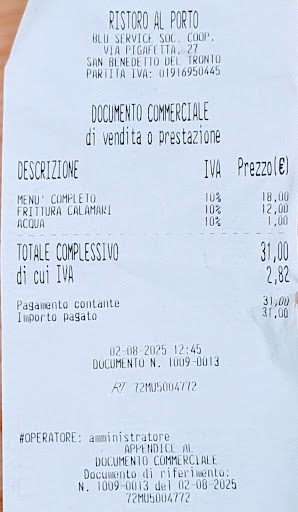 RISTORO AL PORTO
BLU SERVICE SOC. COOP.
VIA PIGAFETTA, 27
SAN BENEDETTO DEL TRONTO
PARTITA IVA: 01916950445
DOCUMENTO COMMERCIALE
di vendita o prestazione
DESCRIZIONE IVA Prezzo(€)
MENU' COMPLETO 10% 18,00
FRITTURA CALAMARI 10% 12,00
ACQUA 10% 1,00
TOTALE COMPLESSIVO 31,00
di cui IVA 2,82
Pagamento contante 31,00
Importo pagato 31,00
02-08-2025 12:45
DOCUMENTO N. 1009-0013
RT 72MU5004772
#OPERATORE: amministratore
APPENDICE AL
DOCUMENTO COMMERCIALE
Documento di riferimento:
N. 1009-0013 del 02-08-2025
72MU5004772